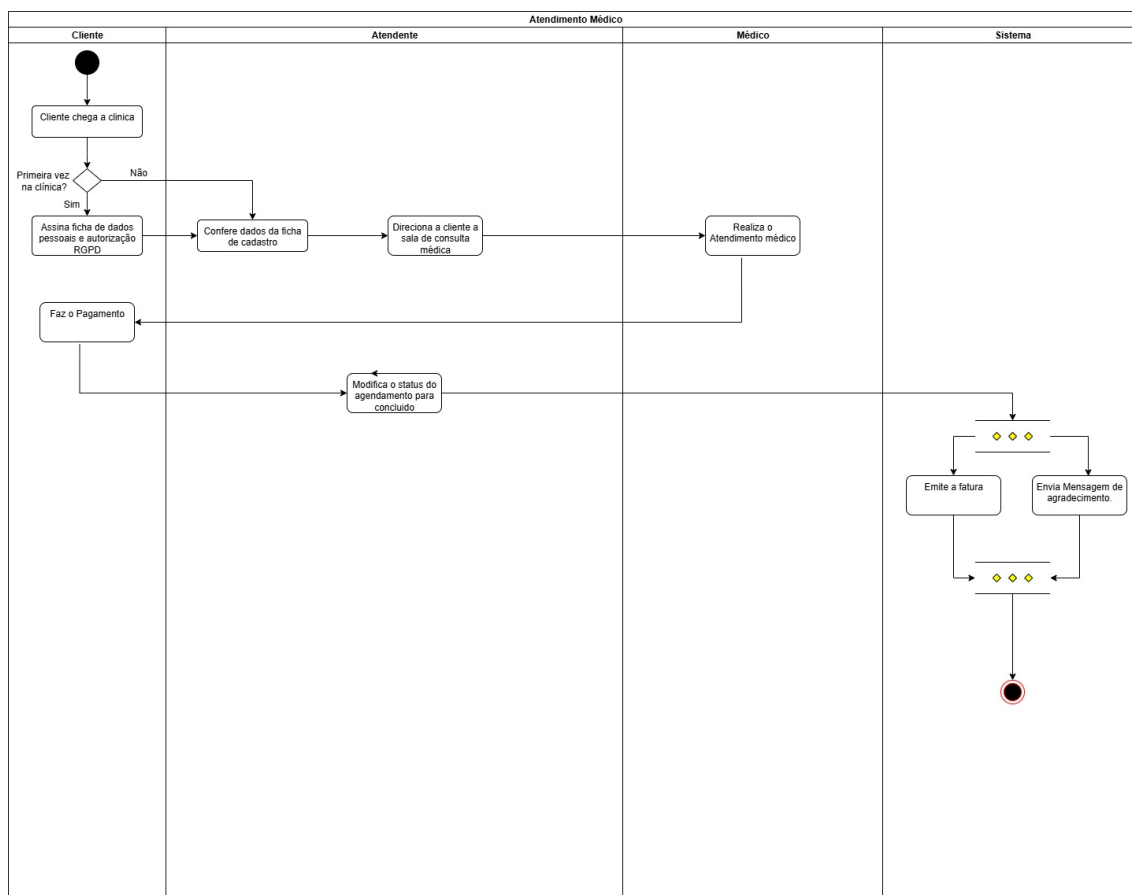 Atendimento Médico
Cliente
Atendente
Médico
Sistema
Cliente chega a clinica
Primeira vez
na clínica?
Não
Sim
Assina ficha de dados
pessoais e autorização
RGPD
Confere dados da ficha
de cadastro
Direciona a cliente a
sala de consulta
médica
Realiza o
Atendimento médico
Faz o Pagamento
Modifica o status do
agendamento para
concluido
Emite a fatura
Envia Mensagem de
agradecimento.